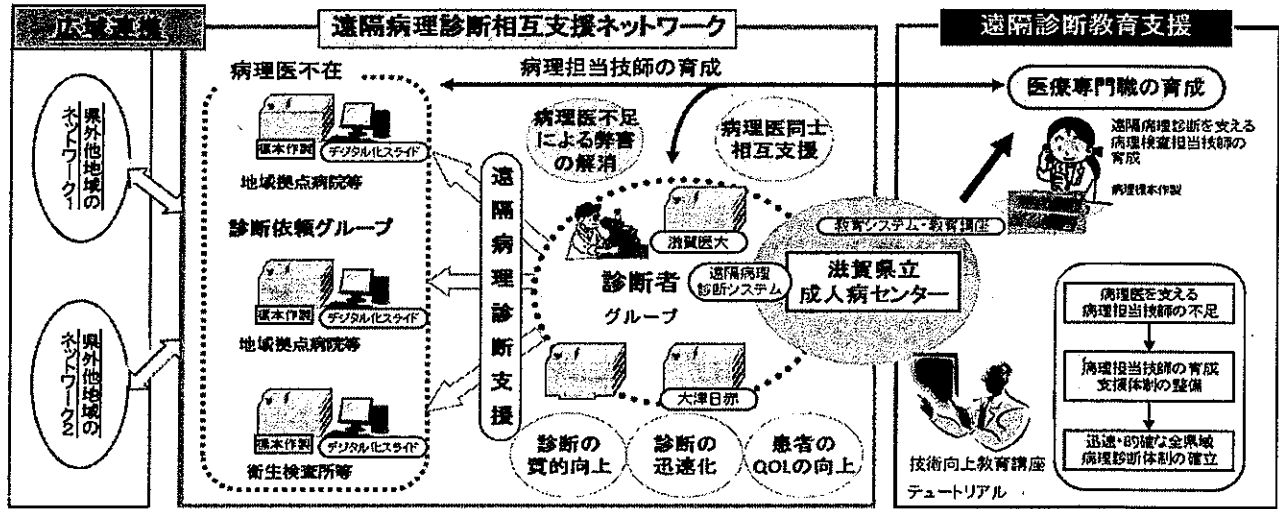 広域連携
県外他地域の
ネットワーク1
県外他地域の
ネットワーク2
遠隔病理診断相互支援ネットワーク
病理医不在
標本作製
デジタル化スライド
地域拠点病院等
診断依頼グループ
標本作製
デジタル化スライド
地域拠点病院等
標本作製
デジタル化スライド
衛生検査所等
遠隔病理診断支援
病理担当技師の育成
病理医不足
による弊害
の解消
病理医同士
相互支援
滋賀医大
診断者
グループ
遠隔病理
診断システム
滋賀県立
成人病センター
教育システム・教育講座
大津日赤
診断の
質的向上
診断の
迅速化
患者の
QOLの向上
遠隔診断教育支援
医療専門職の育成
遠隔病理診断を支える
病理検査担当技師の
育成
病理標本作製
技術向上教育講座
テュートリアル
病理医を支える
病理担当技師の不足
病理担当技師の育成
支援体制の整備
迅速・的確な全県域
病理診断体制の確立